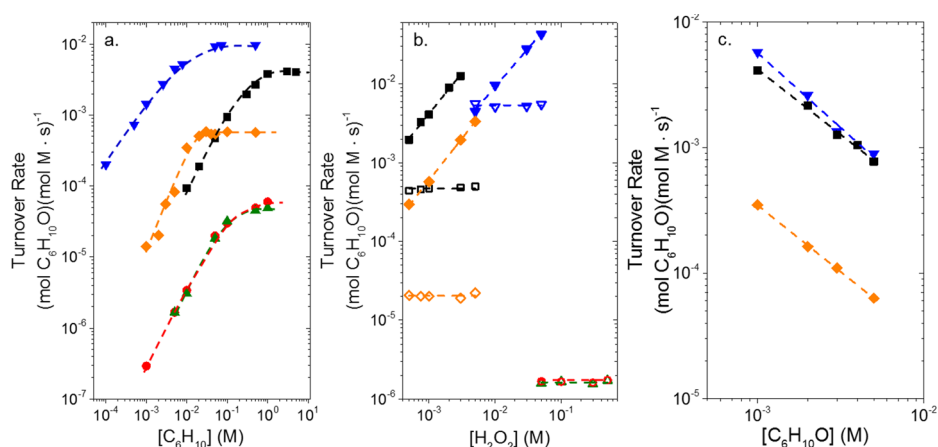 a.
Turnover Rate
(mol C₆H₁₀O)(mol M · s)⁻¹
10⁻²
10⁻³
10⁻⁴
10⁻⁵
10⁻⁶
10⁻⁷
10⁻⁴ 10⁻³ 10⁻² 10⁻¹ 10⁰ 10¹
[C₆H₁₀] (M)
b.
Turnover Rate
(mol C₆H₁₀O)(mol M · s)⁻¹
10⁻²
10⁻³
10⁻⁴
10⁻⁵
10⁻⁶
10⁻³ 10⁻² 10⁻¹
[H₂O₂] (M)
c.
Turnover Rate
(mol C₆H₁₀O)(mol M · s)⁻¹
10⁻²
10⁻³
10⁻⁴
10⁻⁵
10⁻³ 10⁻²
[C₆H₁₀O] (M)